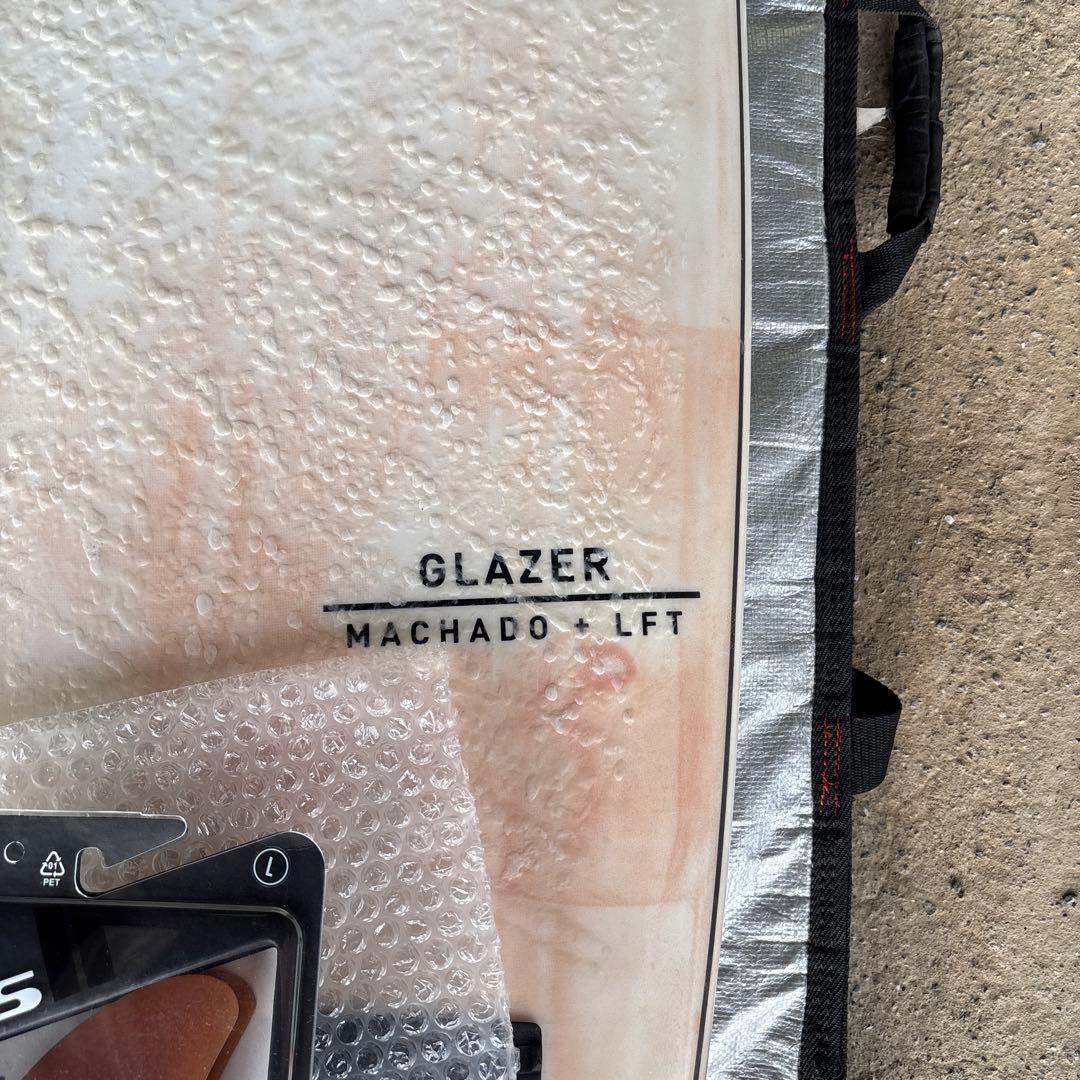 GLAZER
MACHADO + LFT
01
PET
L
S